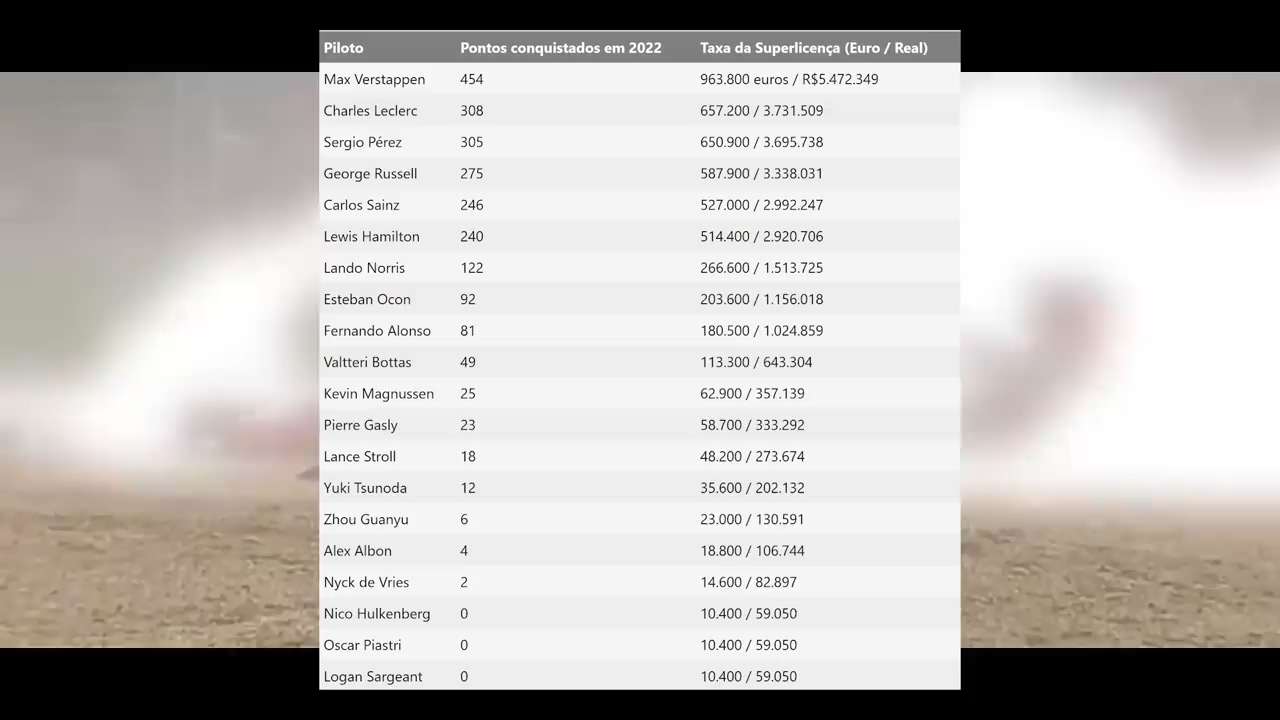 Piloto Pontos conquistados em 2022 Taxa da Superlicença (Euro / Real)
Max Verstappen 454 963.800 euros / R$5.472.349
Charles Leclerc 308 657.200 / 3.731.509
Sergio Pérez 305 650.900 / 3.695.738
George Russell 275 587.900 / 3.338.031
Carlos Sainz 246 527.000 / 2.992.247
Lewis Hamilton 240 514.400 / 2.920.706
Lando Norris 122 266.600 / 1.513.725
Esteban Ocon 92 203.600 / 1.156.018
Fernando Alonso 81 180.500 / 1.024.859
Valtteri Bottas 49 113.300 / 643.304
Kevin Magnussen 25 62.900 / 357.139
Pierre Gasly 23 58.700 / 333.292
Lance Stroll 18 48.200 / 273.674
Yuki Tsunoda 12 35.600 / 202.132
Zhou Guanyu 6 23.000 / 130.591
Alex Albon 4 18.800 / 106.744
Nyck de Vries 2 14.600 / 82.897
Nico Hulkenberg 0 10.400 / 59.050
Oscar Piastri 0 10.400 / 59.050
Logan Sargeant 0 10.400 / 59.050